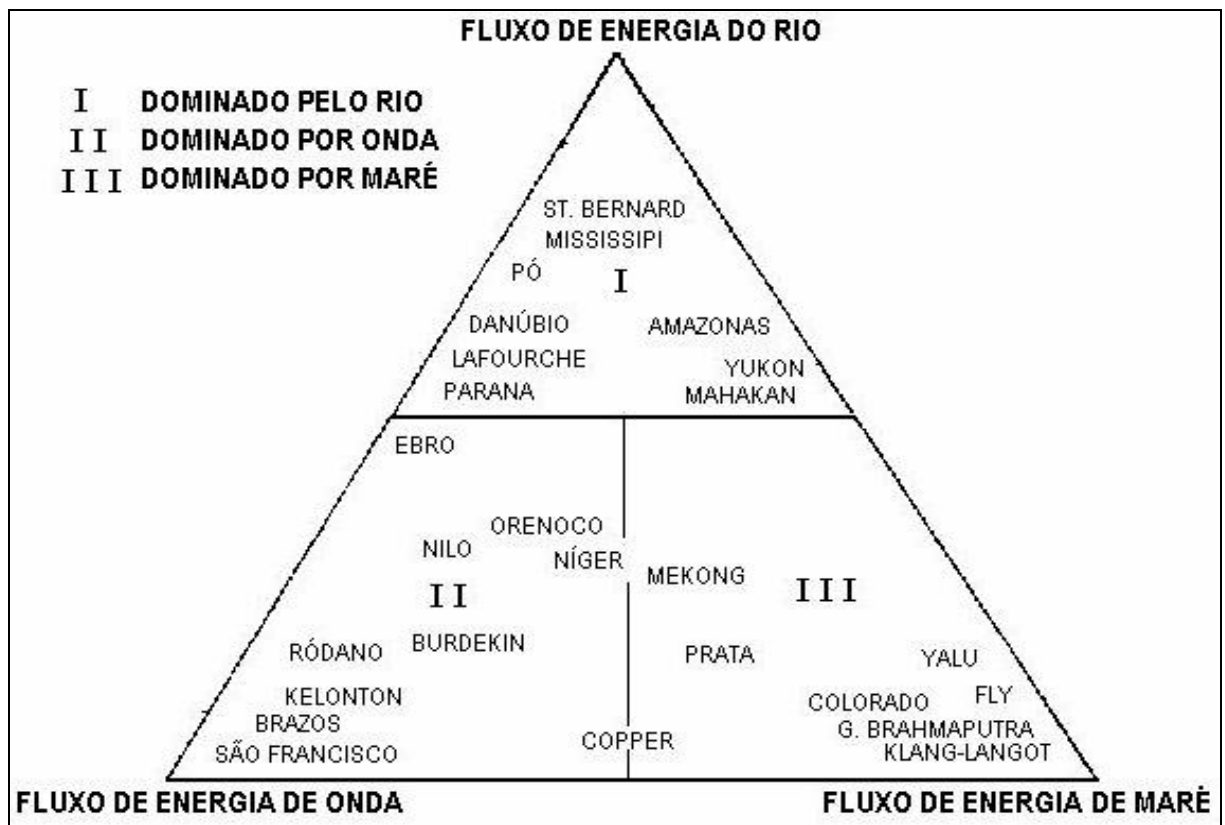 FLUXO DE ENERGIA DO RIO
I DOMINADO PELO RIO
II DOMINADO POR ONDA
III DOMINADO POR MARÉ
ST. BERNARD
MISSISSIPI
PÓ
I
DANÚBIO
AMAZONAS
LAFOURCHE
YUKON
PARANA
MAHAKAN
EBRO
ORENOCO
NILO
NÍGER
MEKONG
II
III
BURDEKIN
RÓDANO
PRATA
YALU
KELONTON
COLORADO
FLY
BRAZOS
G. BRAHMAPUTRA
SÃO FRANCISCO
COPPER
KLANG-LANGOT
FLUXO DE ENERGIA DE ONDA
FLUXO DE ENERGIA DE MARÉ